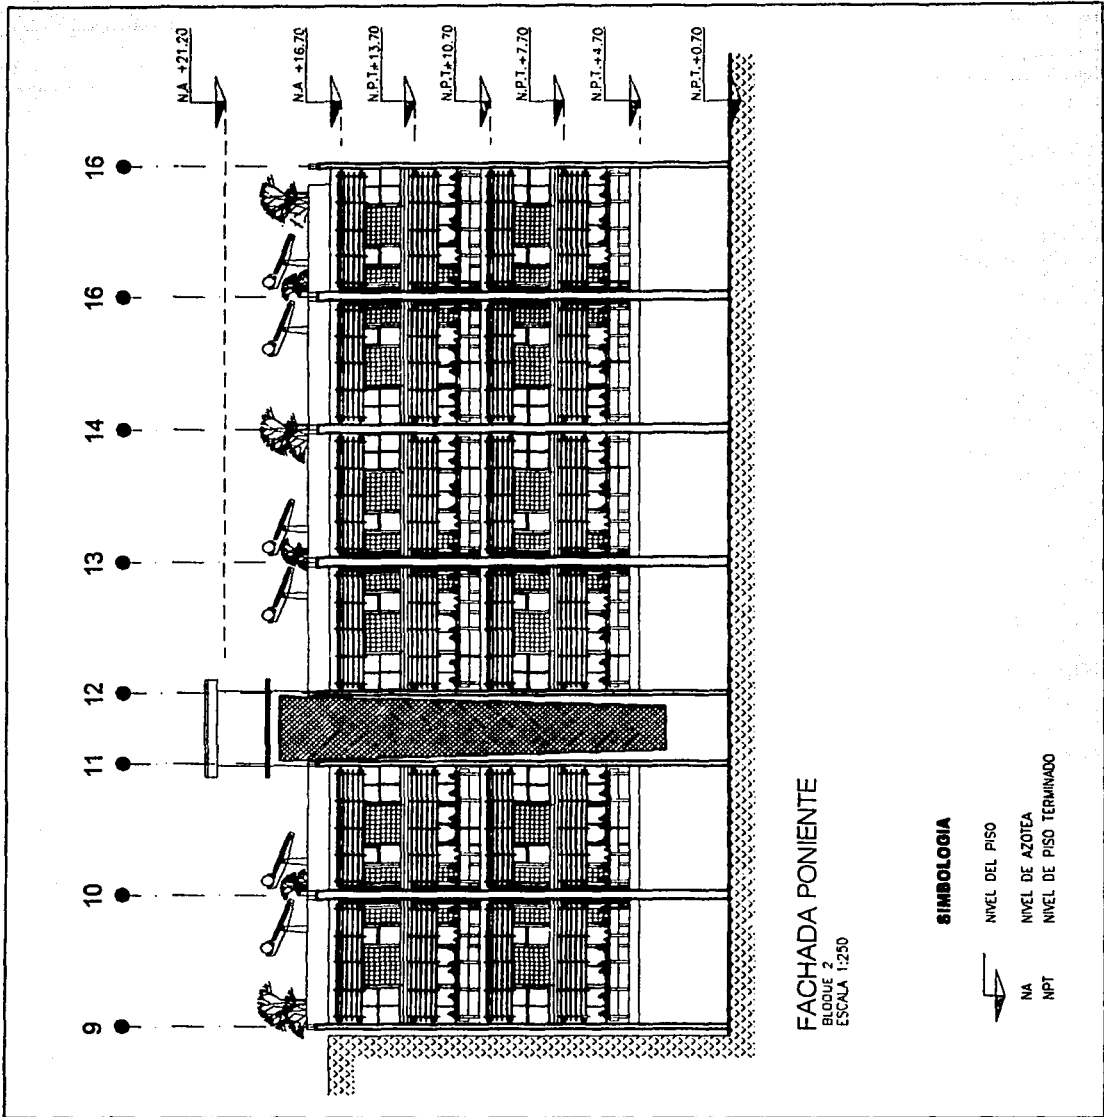 9
10
11
12
13
14
16
16
N.A +21.20
N.A +16.70
N.P.T.+13.70
N.P.T.+10.70
N.P.T.+7.70
N.P.T.+4.70
N.P.T.+0.70
FACHADA PONIENTE
BLOQUE 2
ESCALA 1:250
SIMBOLOGIA
NIVEL DEL PISO
NA NIVEL DE AZOTEA
NPT NIVEL DE PISO TERMINADO